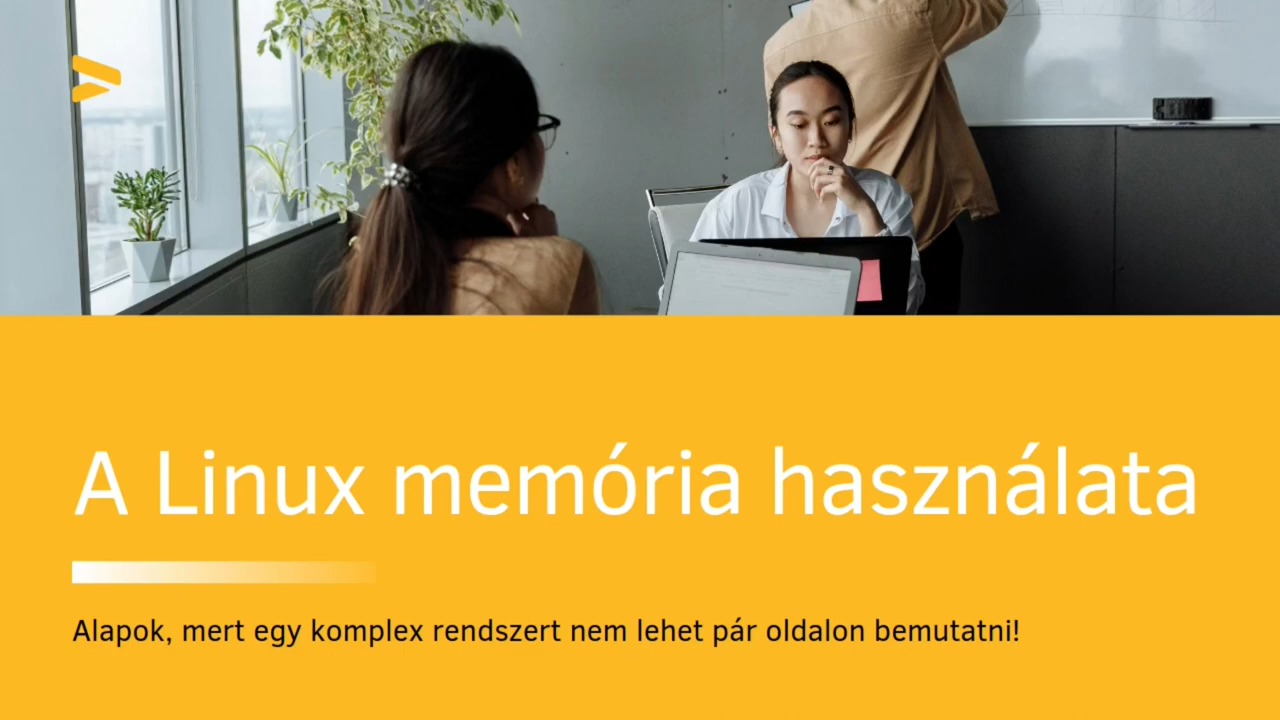 A Linux memória használata
Alapok, mert egy komplex rendszert nem lehet pár oldalon bemutatni!